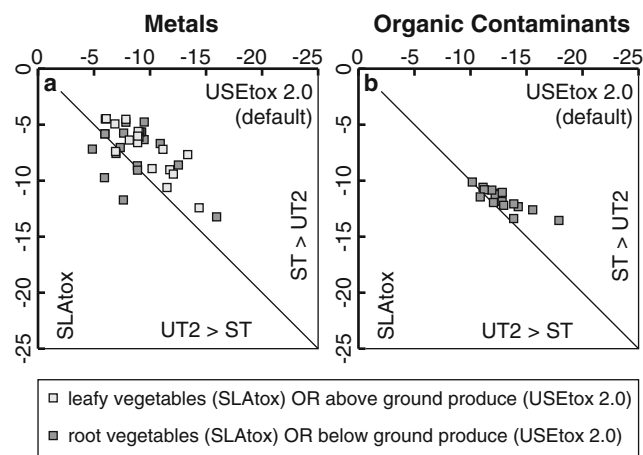 Metals
Organic Contaminants
0 -5 -10 -15 -20 -25
0 -5 -10 -15 -20 -25
a
USEtox 2.0
(default)
b
USEtox 2.0
(default)
0
-5
-10
-15
-20
-25
0
-5
-10
-15
-20
-25
ST > UT2
ST > UT2
SLAtox
UT2 > ST
SLAtox
UT2 > ST
leafy vegetables (SLAtox) OR above ground produce (USEtox 2.0)
root vegetables (SLAtox) OR below ground produce (USEtox 2.0)